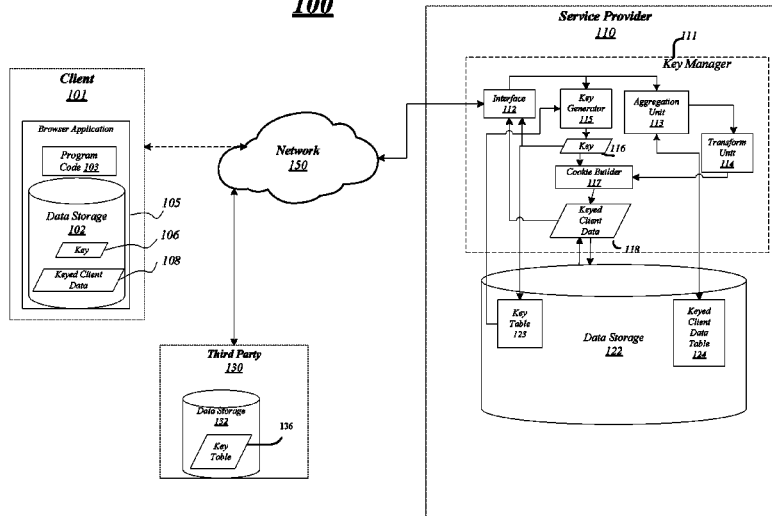 100
Service Provider
110
111
Key Manager
Client
101
Interface
112
Key
Generator
115
Aggregation
Unit
113
Browser Application
Program
Code 103
Network
150
Key
116
Transform
Unit
114
Cookie Builder
117
105
Data Storage
102
106
Key
Keyed
Client
Data
118
108
Keyed Client
Data
Key
Table
123
Data Storage
122
Keyed
Client
Data
Table
124
Third Party
130
Data Storage
132
136
Key
Table